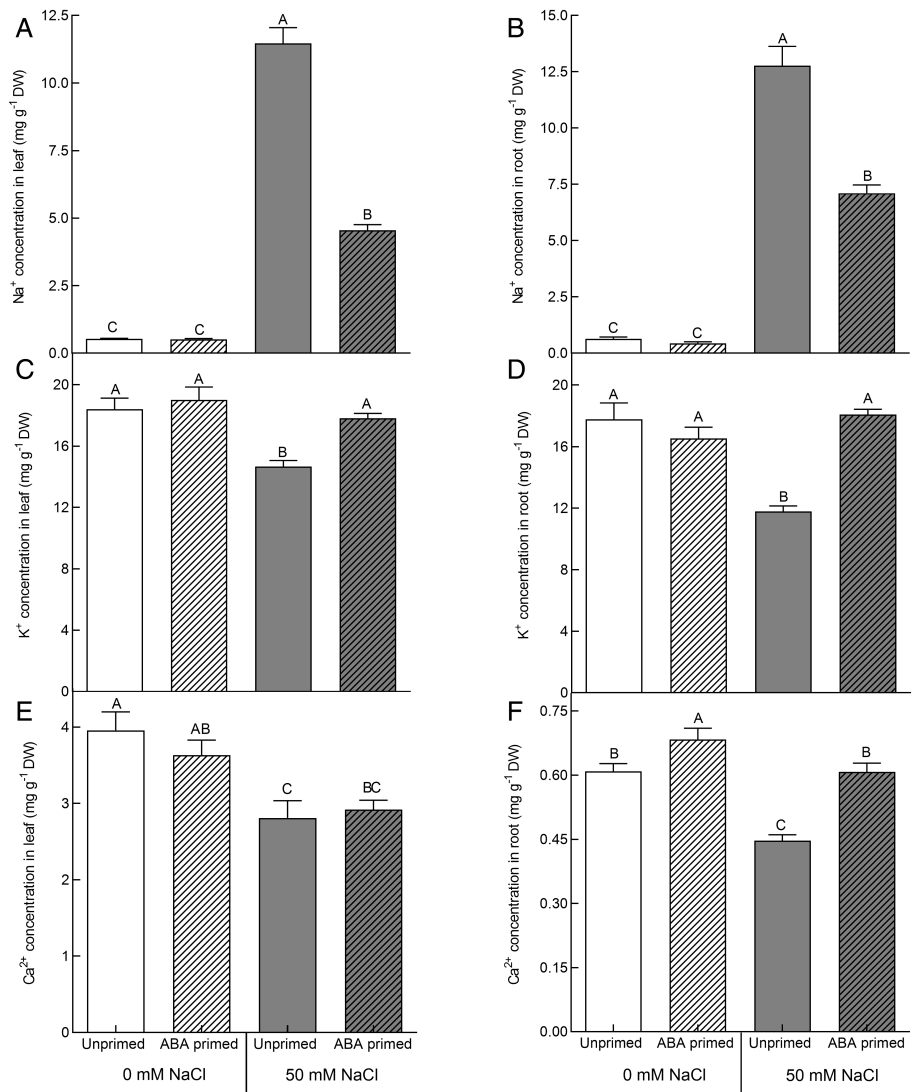 A
Na⁺ concentration in leaf (mg g⁻¹ DW)
12.5
10.0
7.5
5.0
2.5
0.0
C
C
A
B
B
Na⁺ concentration in root (mg g⁻¹ DW)
15.0
12.5
10.0
7.5
5.0
2.5
0.0
C
C
A
B
C
K⁺ concentration in leaf (mg g⁻¹ DW)
20
16
12
8
4
0
A
A
B
A
D
K⁺ concentration in root (mg g⁻¹ DW)
20
16
12
8
4
0
A
A
B
A
E
Ca²⁺ concentration in leaf (mg g⁻¹ DW)
4
3
2
1
0
A
AB
C
BC
Unprimed
ABA primed
Unprimed
ABA primed
0 mM NaCl
50 mM NaCl
F
Ca²⁺ concentration in root (mg g⁻¹ DW)
0.75
0.60
0.45
0.30
0.15
0.00
B
A
C
B
Unprimed
ABA primed
Unprimed
ABA primed
0 mM NaCl
50 mM NaCl